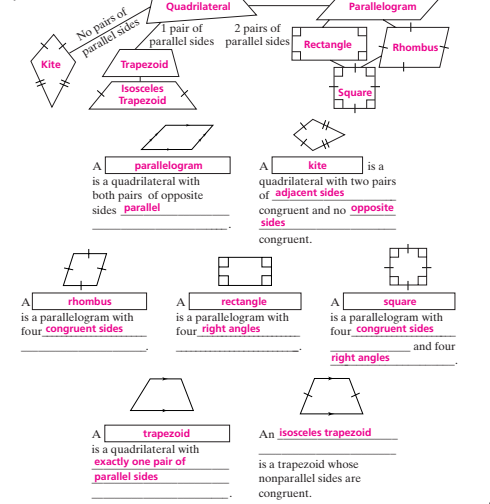 Quadrilateral
Parallelogram
No pairs of
parallel sides
1 pair of
parallel sides
2 pairs of
parallel sides
Kite
Trapezoid
Isosceles
Trapezoid
Rectangle
Rhombus
Square
A parallelogram
is a quadrilateral with
both pairs of opposite
sides parallel
.
A kite is a
quadrilateral with two pairs
of adjacent sides
congruent and no opposite
sides
congruent.
A rhombus
is a parallelogram with
four congruent sides
.
A rectangle
is a parallelogram with
four right angles
.
A square
is a parallelogram with
four congruent sides
and four
right angles.
A trapezoid
is a quadrilateral with
exactly one pair of
parallel sides
.
An isosceles trapezoid
is a trapezoid whose
nonparallel sides are
congruent.